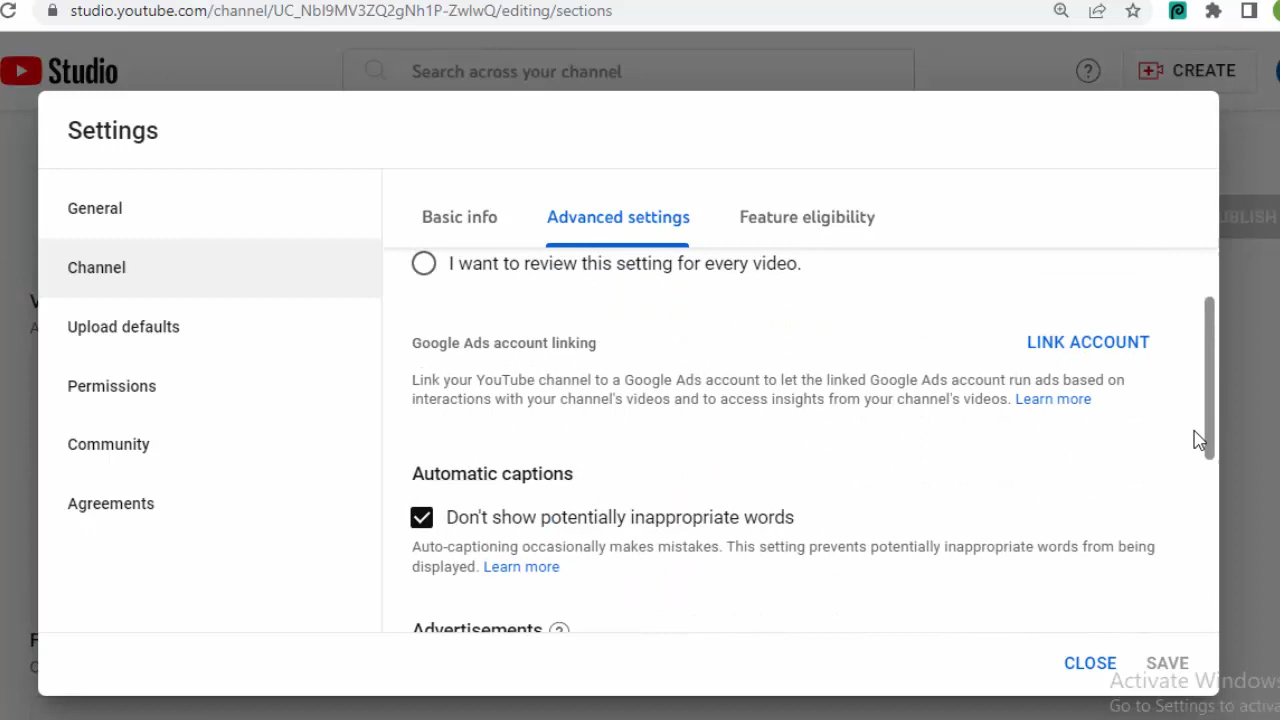 studio.youtube.com/channel/UC_NbI9MV3ZQ2gNh1P-ZwlwQ/editing/sections
Studio
Search across your channel
CREATE
Settings
General
Channel
Upload defaults
Permissions
Community
Agreements
Basic info
Advanced settings
Feature eligibility
I want to review this setting for every video.
Google Ads account linking
LINK ACCOUNT
Link your YouTube channel to a Google Ads account to let the linked Google Ads account run ads based on
interactions with your channel's videos and to access insights from your channel's videos. Learn more
Automatic captions
Don't show potentially inappropriate words
Auto-captioning occasionally makes mistakes. This setting prevents potentially inappropriate words from being
displayed. Learn more
Advertisements
CLOSE
SAVE
Activate Windows
Go to Settings to activa